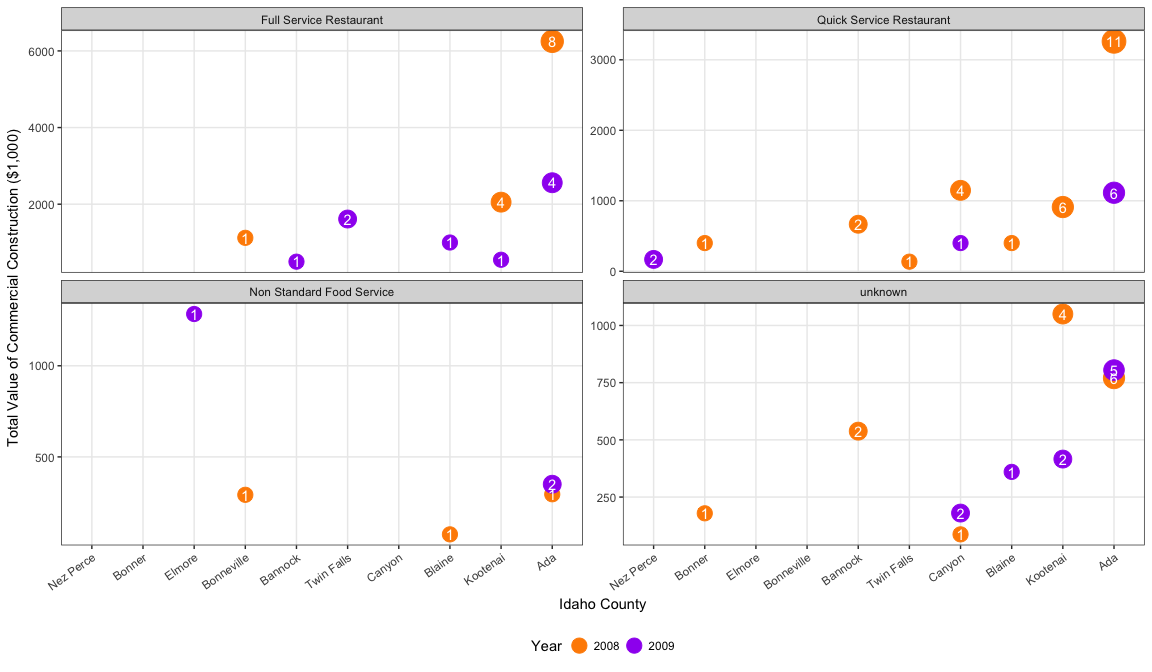 Full Service Restaurant
Quick Service Restaurant
Total Value of Commercial Construction ($1,000)
6000
4000
2000
8
4
4
2
1
1
1
1
3000
2000
1000
0
11
4
6
6
2
1
2
1
1
1
Non Standard Food Service
unknown
1000
500
1
1
2
1
1
1000
750
500
250
4
5
6
2
2
1
1
2
1
Nez Perce
Bonner
Elmore
Bonneville
Bannock
Twin Falls
Canyon
Blaine
Kootenai
Ada
Nez Perce
Bonner
Elmore
Bonneville
Bannock
Twin Falls
Canyon
Blaine
Kootenai
Ada
Idaho County
Year 2008 2009